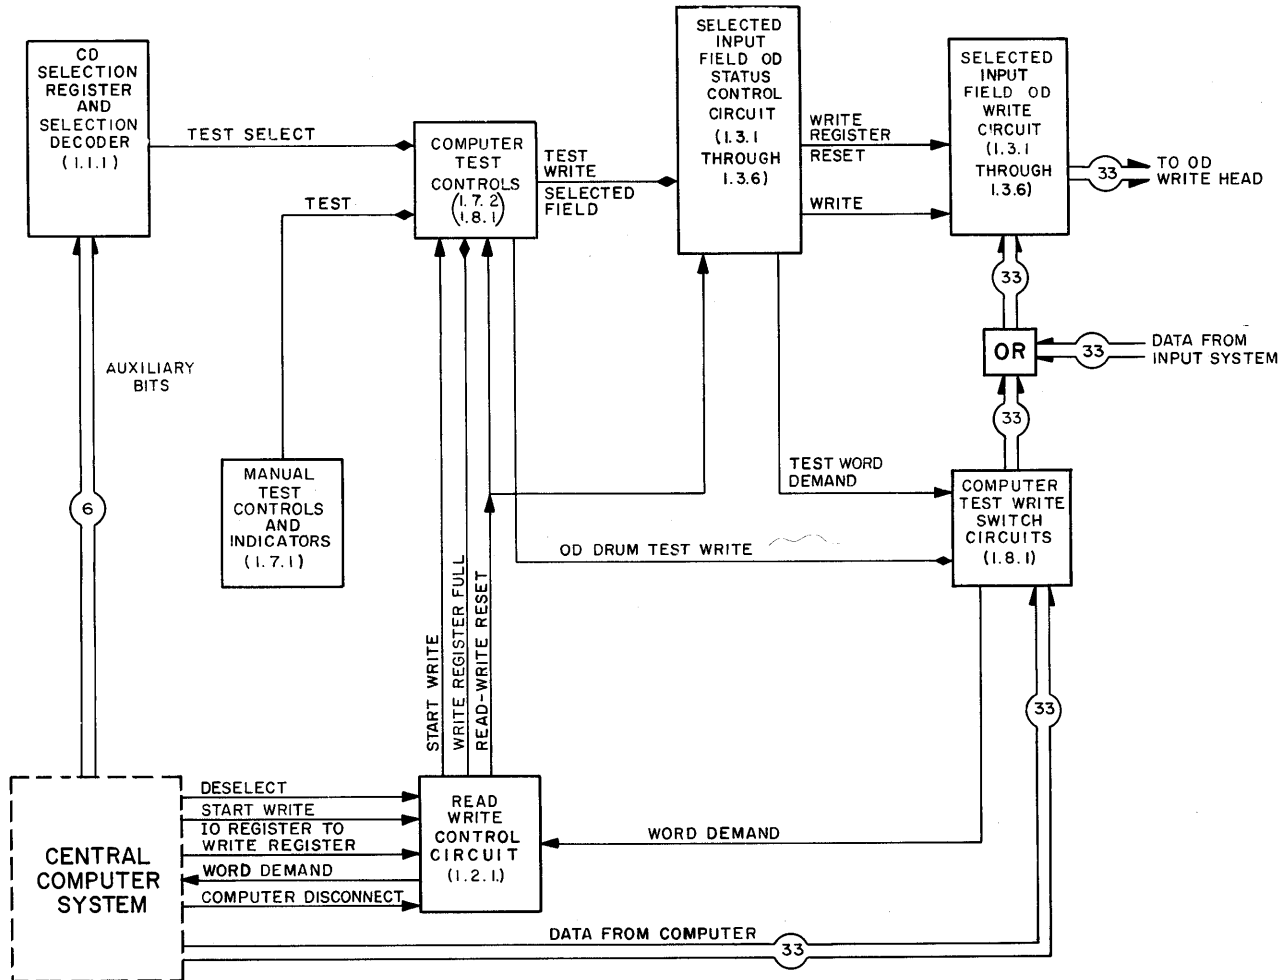 CD
SELECTION
REGISTER
AND
SELECTION
DECODER
(1.1.1)
TEST SELECT
TEST
COMPUTER
TEST
CONTROLS
(1.7.2
1.8.1)
TEST
WRITE
SELECTED
FIELD
SELECTED
INPUT
FIELD OD
STATUS
CONTROL
CIRCUIT
(1.3.1
THROUGH
1.3.6)
WRITE
REGISTER
RESET
WRITE
SELECTED
INPUT
FIELD OD
WRITE
CIRCUIT
(1.3.1
THROUGH
1.3.6)
33
TO OD
WRITE HEAD
33
OR
33
DATA FROM
INPUT SYSTEM
33
AUXILIARY
BITS
6
MANUAL
TEST
CONTROLS
AND
INDICATORS
(1.7.1)
TEST WORD
DEMAND
COMPUTER
TEST WRITE
SWITCH
CIRCUITS
(1.8.1)
OD DRUM TEST WRITE
START WRITE
WRITE REGISTER FULL
READ-WRITE RESET
33
CENTRAL
COMPUTER
SYSTEM
DESELECT
START WRITE
IO REGISTER TO
WRITE REGISTER
WORD DEMAND
COMPUTER DISCONNECT
READ
WRITE
CONTROL
CIRCUIT
(1.2.1.)
WORD DEMAND
DATA FROM COMPUTER
33